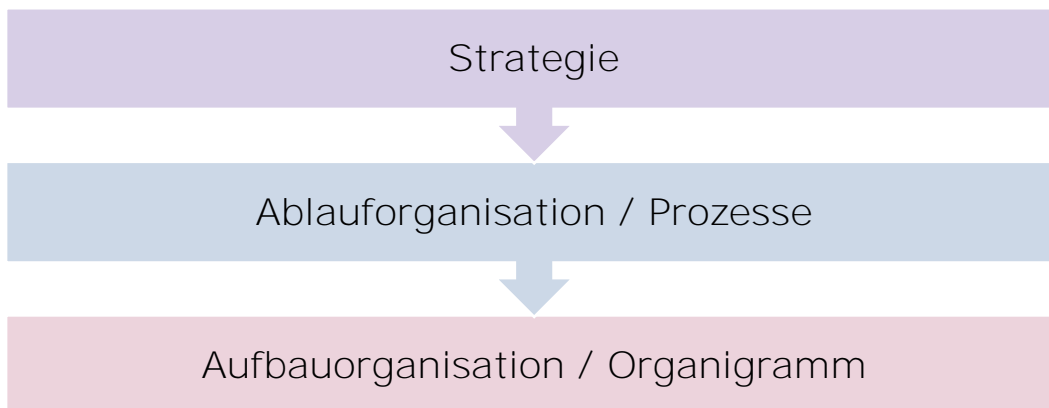 Strategie
Ablauforganisation / Prozesse
Aufbauorganisation / Organigramm